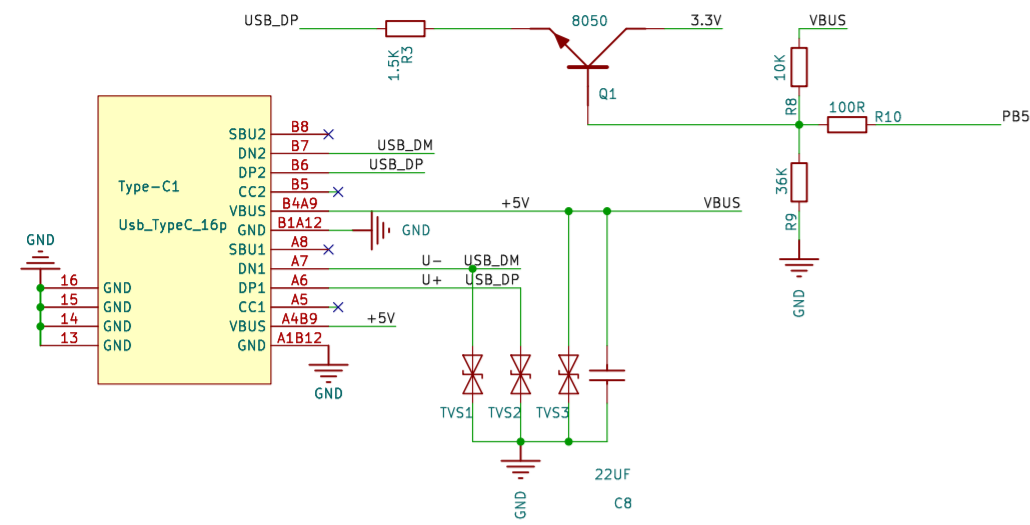 USB_DP
1.5K
R3
8050
Q1
3.3V
VBUS
10K
R8
100R
R10
PB5
36K
R9
GND
Type-C1
Usb_TypeC_16p
SBU2 B8
DN2 B7 USB_DM
DP2 B6 USB_DP
CC2 B5
VBUS B4A9 +5V VBUS
GND B1A12 GND
SBU1 A8
DN1 A7 U- USB_DM
DP1 A6 U+ USB_DP
CC1 A5
VBUS A4B9 +5V
GND A1B12
GND
GND
16 GND
15 GND
14 GND
13 GND
TVS1 TVS2 TVS3
GND
22UF
C8